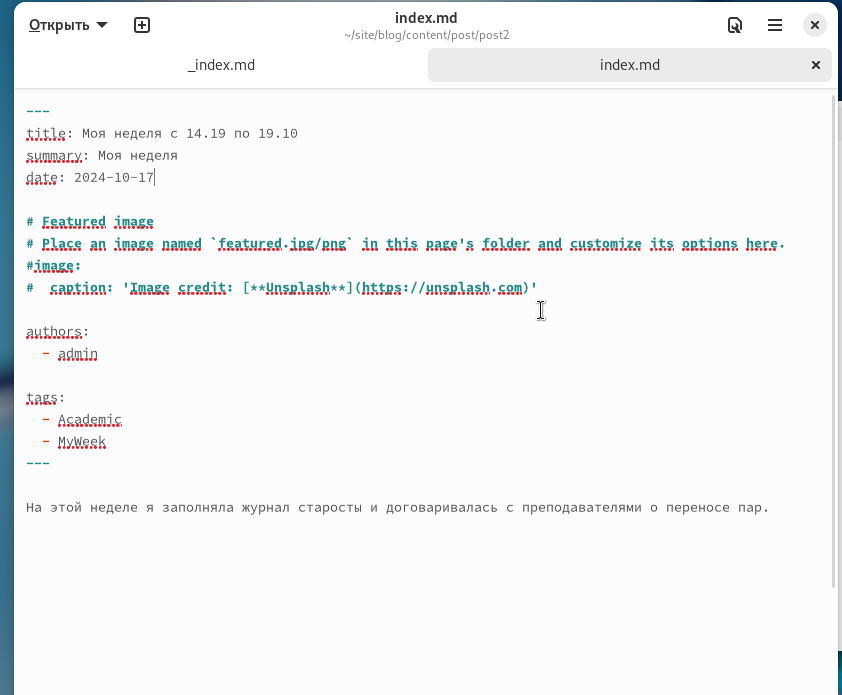 Открыть
index.md
~/site/blog/content/post/post2
_index.md
index.md
---
title: Моя неделя с 14.19 по 19.10
summary: Моя неделя
date: 2024-10-17
# Featured image
# Place an image named `featured.jpg/png` in this page's folder and customize its options here.
#image:
#  caption: 'Image credit: [**Unsplash**](https://unsplash.com)'
authors:
  - admin
tags:
  - Academic
  - MyWeek
---
На этой неделе я заполняла журнал старосты и договаривалась с преподавателями о переносе пар.